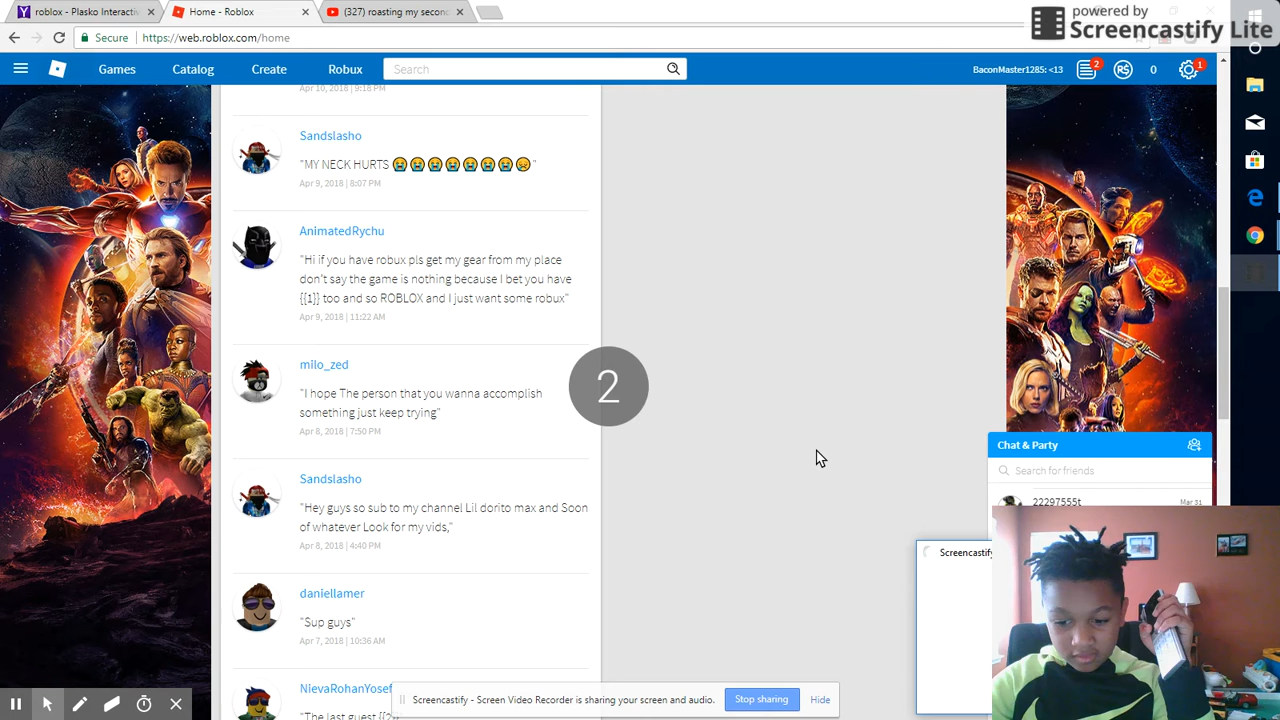 roblox - Plasko Interactiv
Home - Roblox
(327) roasting my second
powered by
Screencastify Lite
Secure
https://web.roblox.com/home
Games
Catalog
Create
Robux
Search
BaconMaster1285: <13
2
R$
0
1
Apr 10, 2018 | 9:18 PM
Sandslasho
"MY NECK HURTS 😭😭😭😭😭😭😭😣"
Apr 9, 2018 | 8:07 PM
AnimatedRychu
"Hi if you have robux pls get my gear from my place
don't say the game is nothing because I bet you have
{{1}} too and so ROBLOX and I just want some robux"
Apr 9, 2018 | 11:22 AM
milo_zed
"I hope The person that you wanna accomplish
something just keep trying"
Apr 8, 2018 | 7:50 PM
2
Sandslasho
"Hey guys so sub to my channel Lil dorito max and Soon
of whatever Look for my vids,"
Apr 8, 2018 | 4:40 PM
daniellamer
"Sup guys"
Apr 7, 2018 | 10:36 AM
NievaRohanYosef
"The last guest {{2}}
Chat & Party
Search for friends
22297555t
Mar 31
Screencastify
Screencastify - Screen Video Recorder is sharing your screen and audio.
Stop sharing
Hide